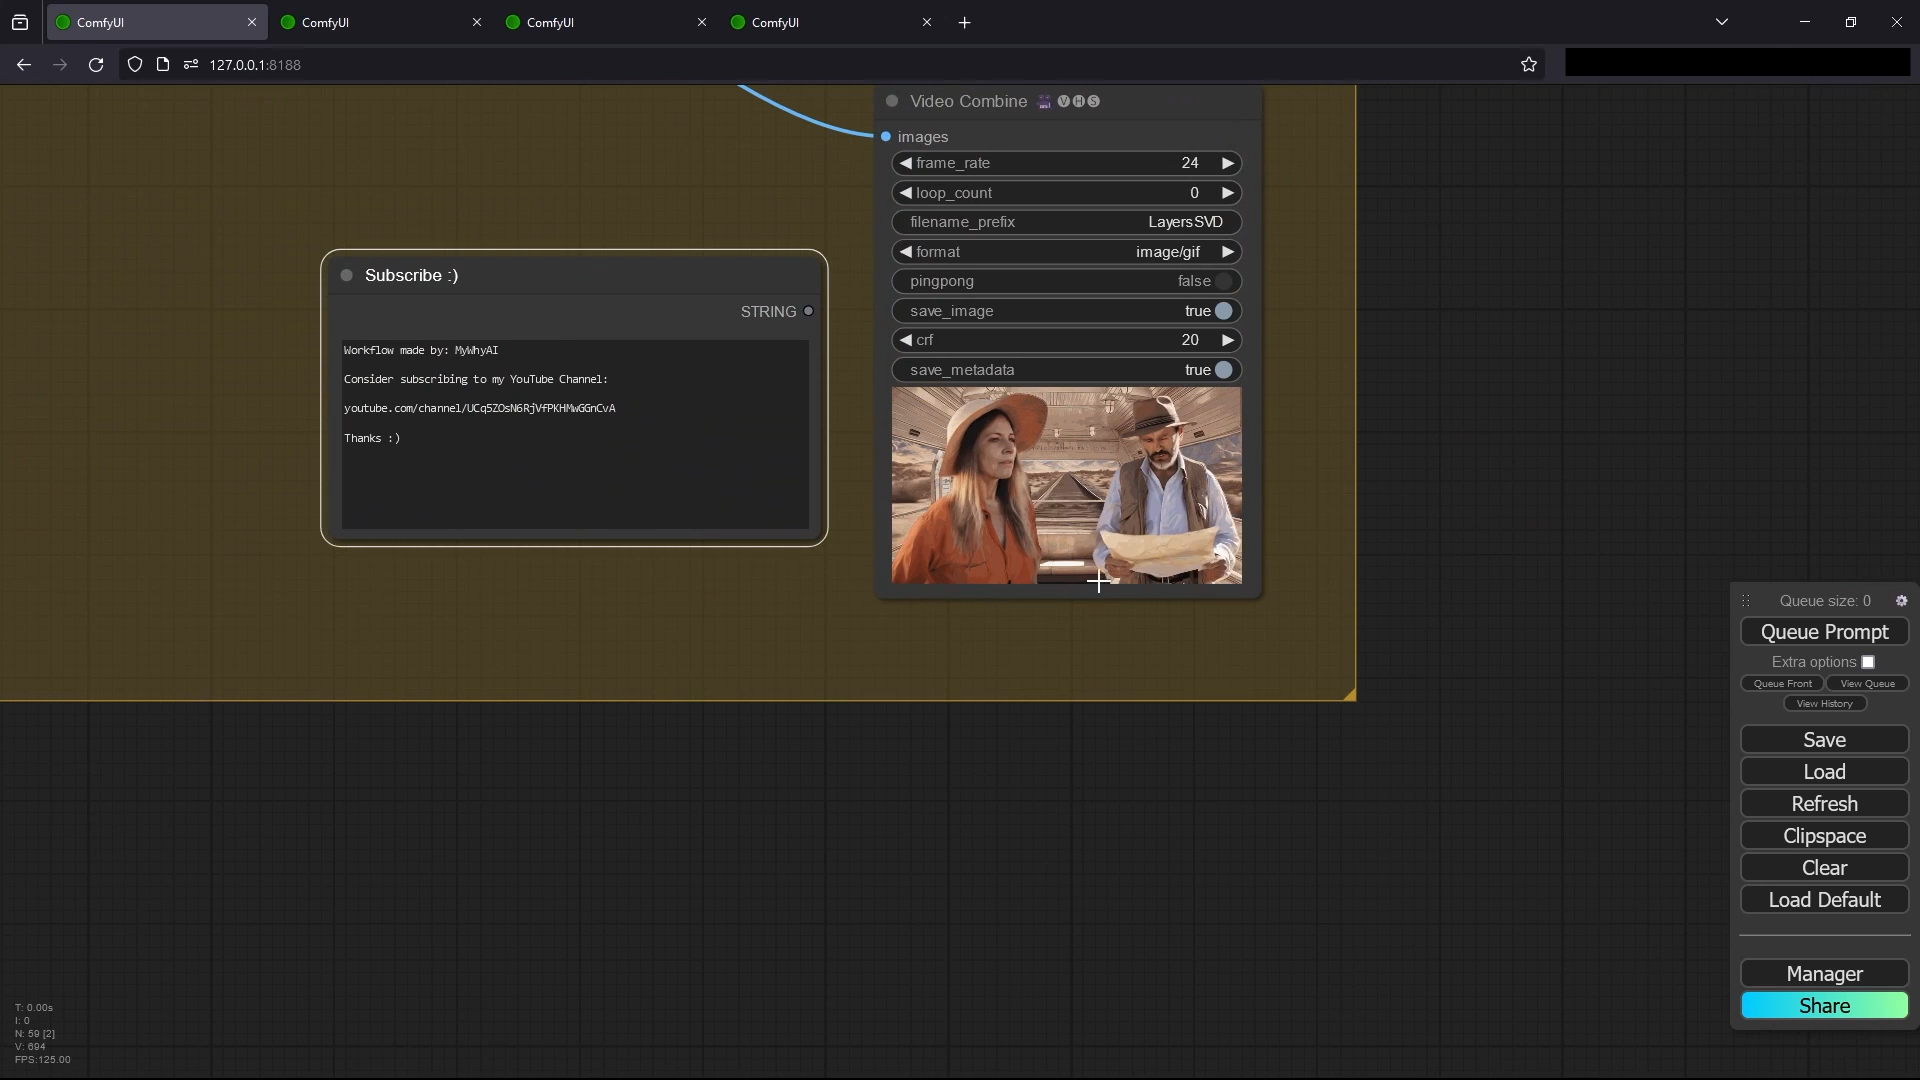 ComfyUI
ComfyUI
ComfyUI
ComfyUI
127.0.0.1:8188
Video Combine VHS
images
frame_rate 24
loop_count 0
filename_prefix LayersSVD
format image/gif
pingpong false
save_image true
crf 20
save_metadata true
Subscribe :)
STRING
Workflow made by: MyWhyAI
Consider subscribing to my YouTube Channel:
youtube.com/channel/UCq5ZOsN6RjVfPKHMwGGnCvA
Thanks :)
Queue size: 0
Queue Prompt
Extra options
Queue Front View Queue
View History
Save
Load
Refresh
Clipspace
Clear
Load Default
Manager
Share
T: 0.00s
I: 0
N: 59 [2]
V: 694
FPS:125.00